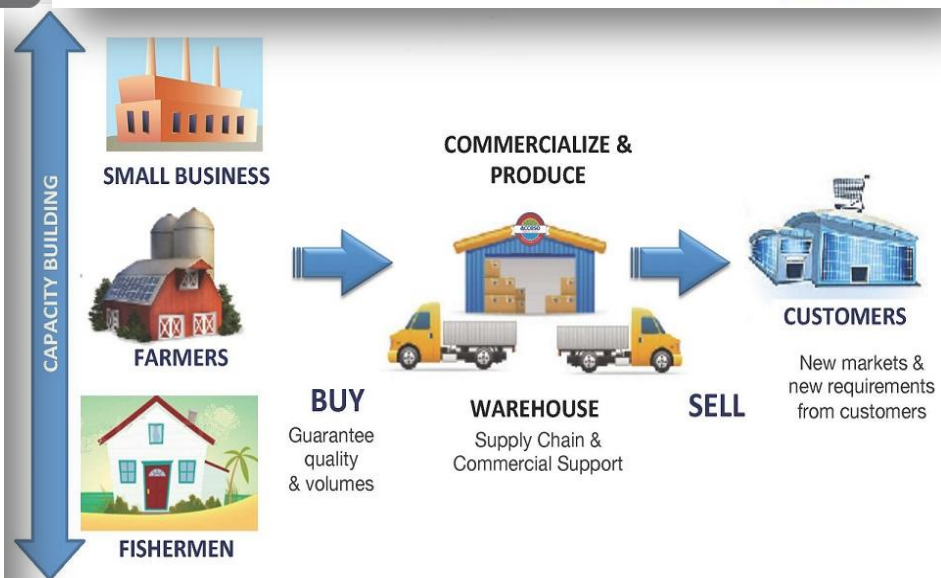 CAPACITY BUILDING
SMALL BUSINESS
FARMERS
FISHERMEN
BUY
Guarantee
quality
& volumes
COMMERCIALIZE &
PRODUCE
ACCESO
WAREHOUSE
Supply Chain &
Commercial Support
SELL
CUSTOMERS
New markets &
new requirements
from customers